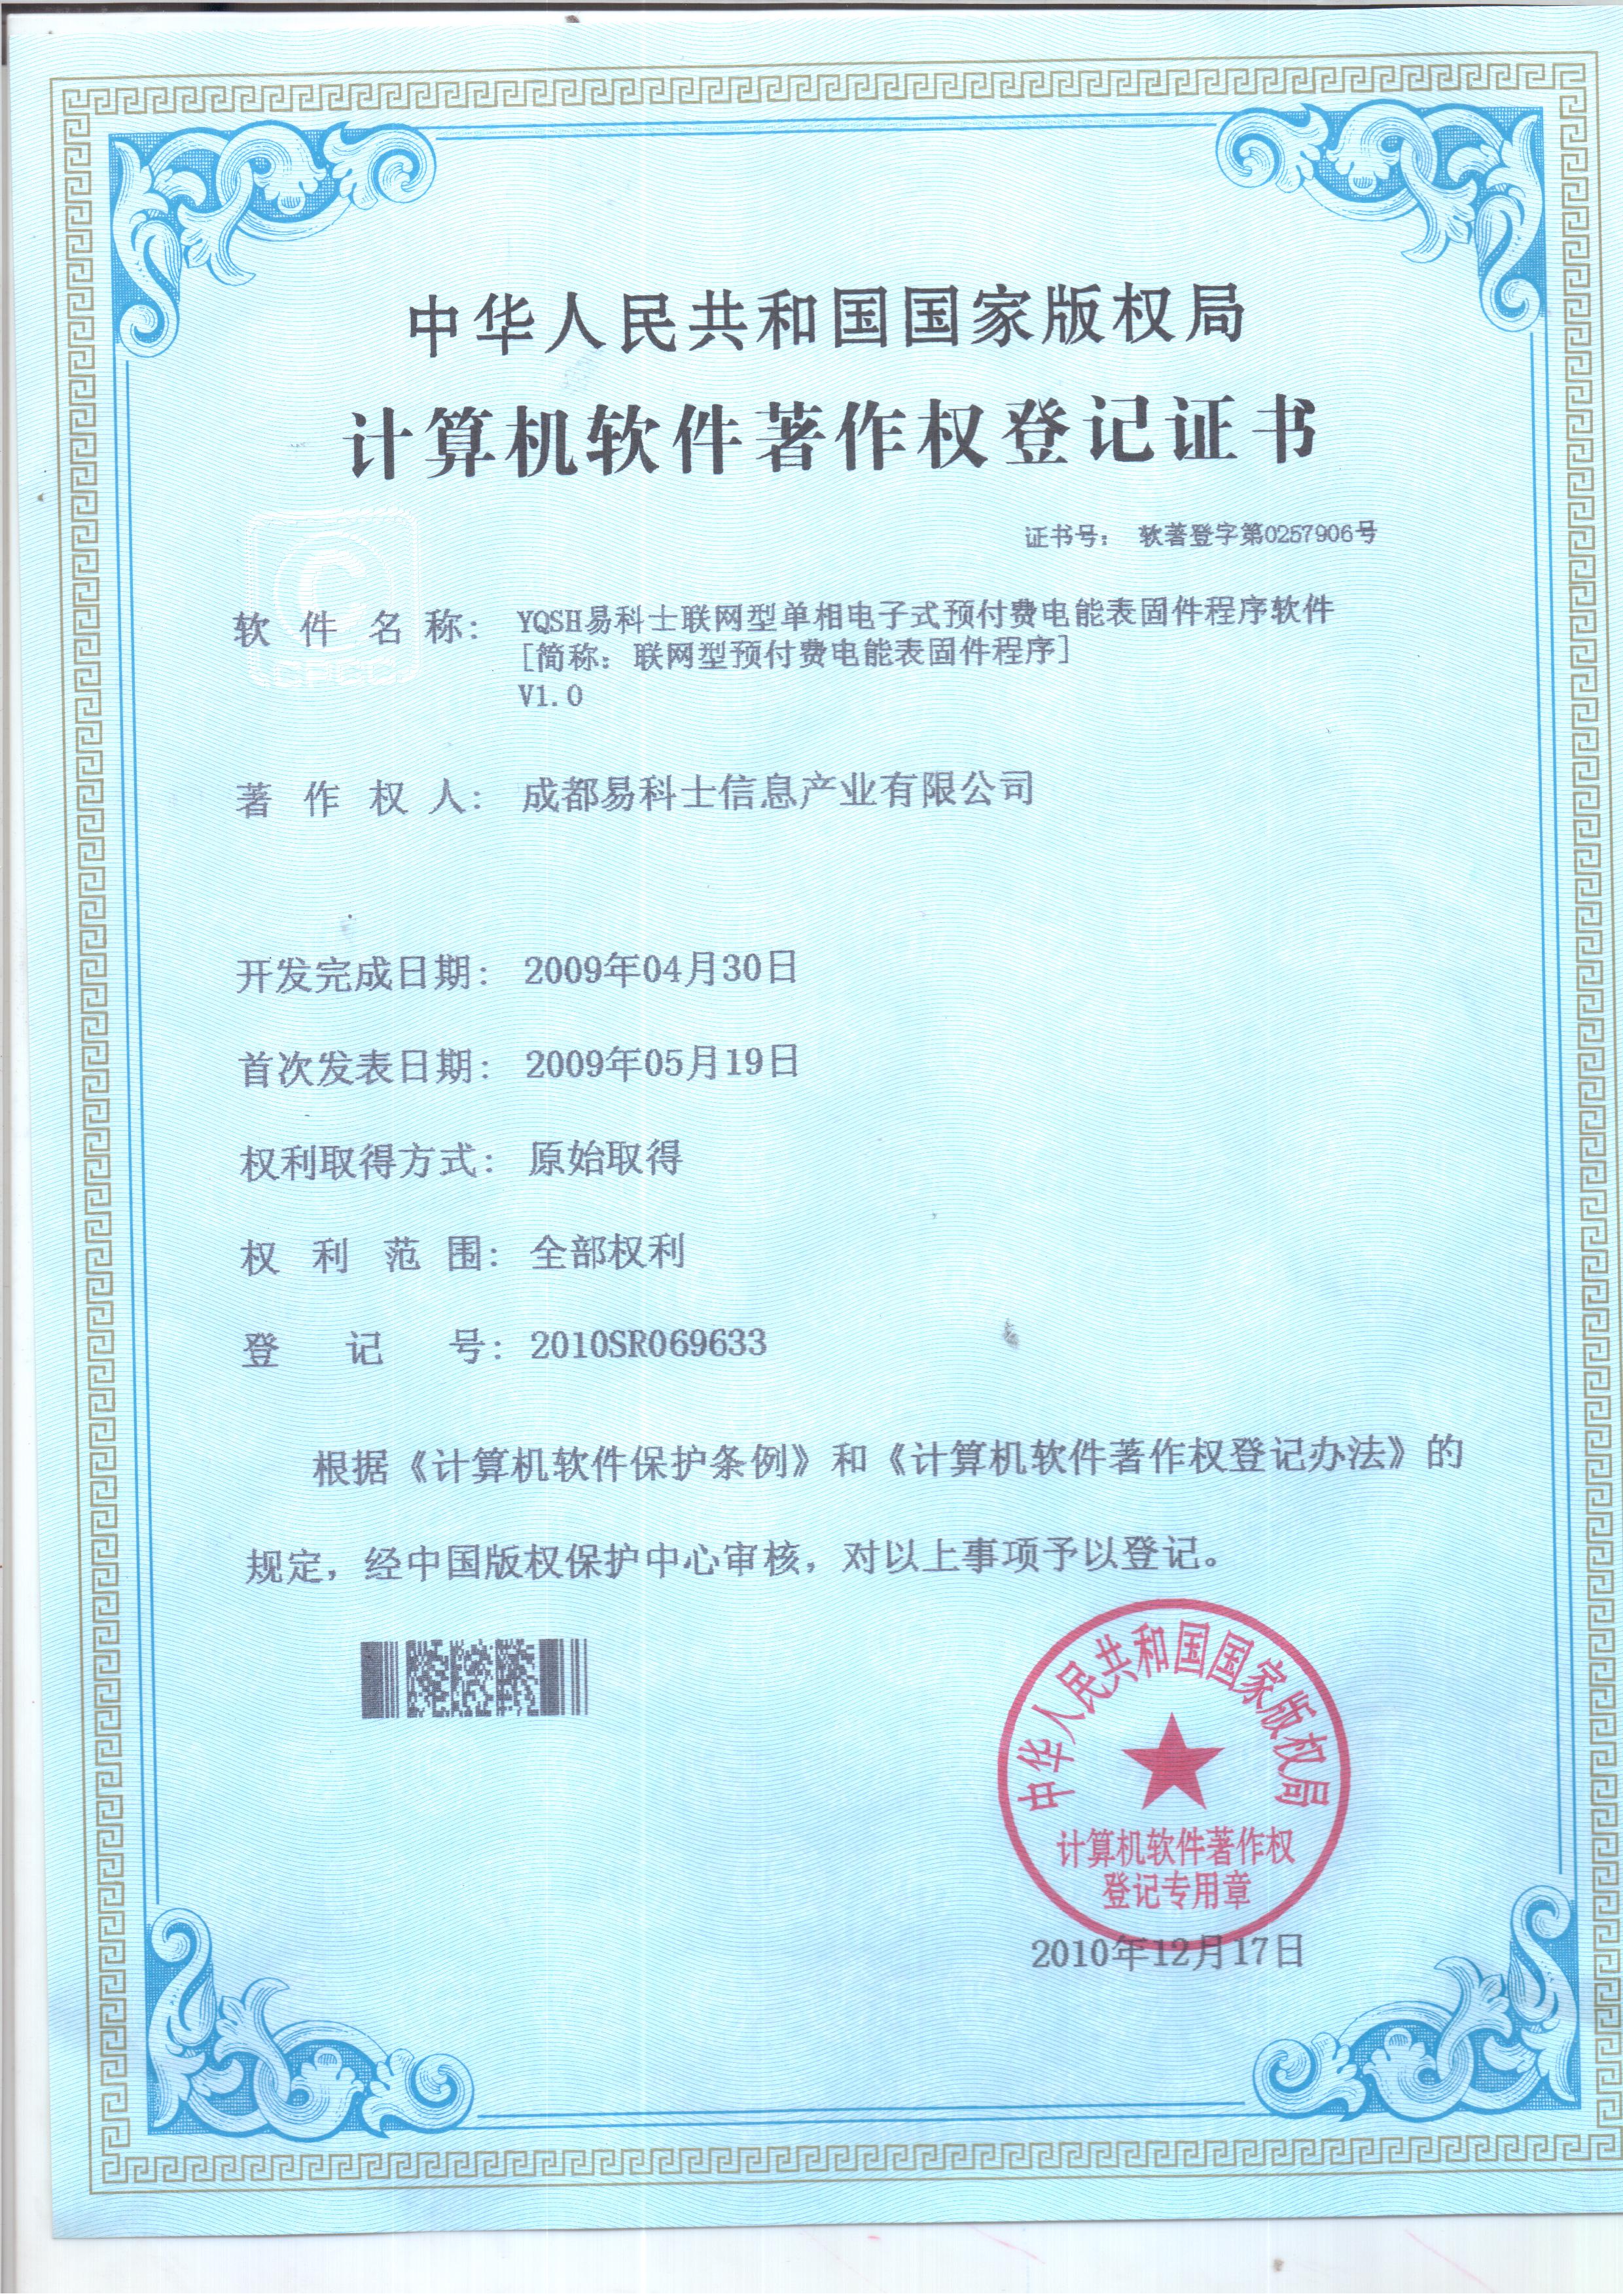 中华人民共和国国家版权局
计算机软件著作权登记证书
证书号： 软著登字第0257906号
CPCC
软件名称： YQSH易科士联网型单相电子式预付费电能表固件程序软件
[简称：联网型预付费电能表固件程序]
V1.0
著作权人： 成都易科士信息产业有限公司
开发完成日期： 2009年04月30日
首次发表日期： 2009年05月19日
权利取得方式： 原始取得
权利范围： 全部权利
登记号： 2010SR069633
根据《计算机软件保护条例》和《计算机软件著作权登记办法》的
规定，经中国版权保护中心审核，对以上事项予以登记。
中华人民共和国国家版权局
计算机软件著作权
登记专用章
2010年12月17日